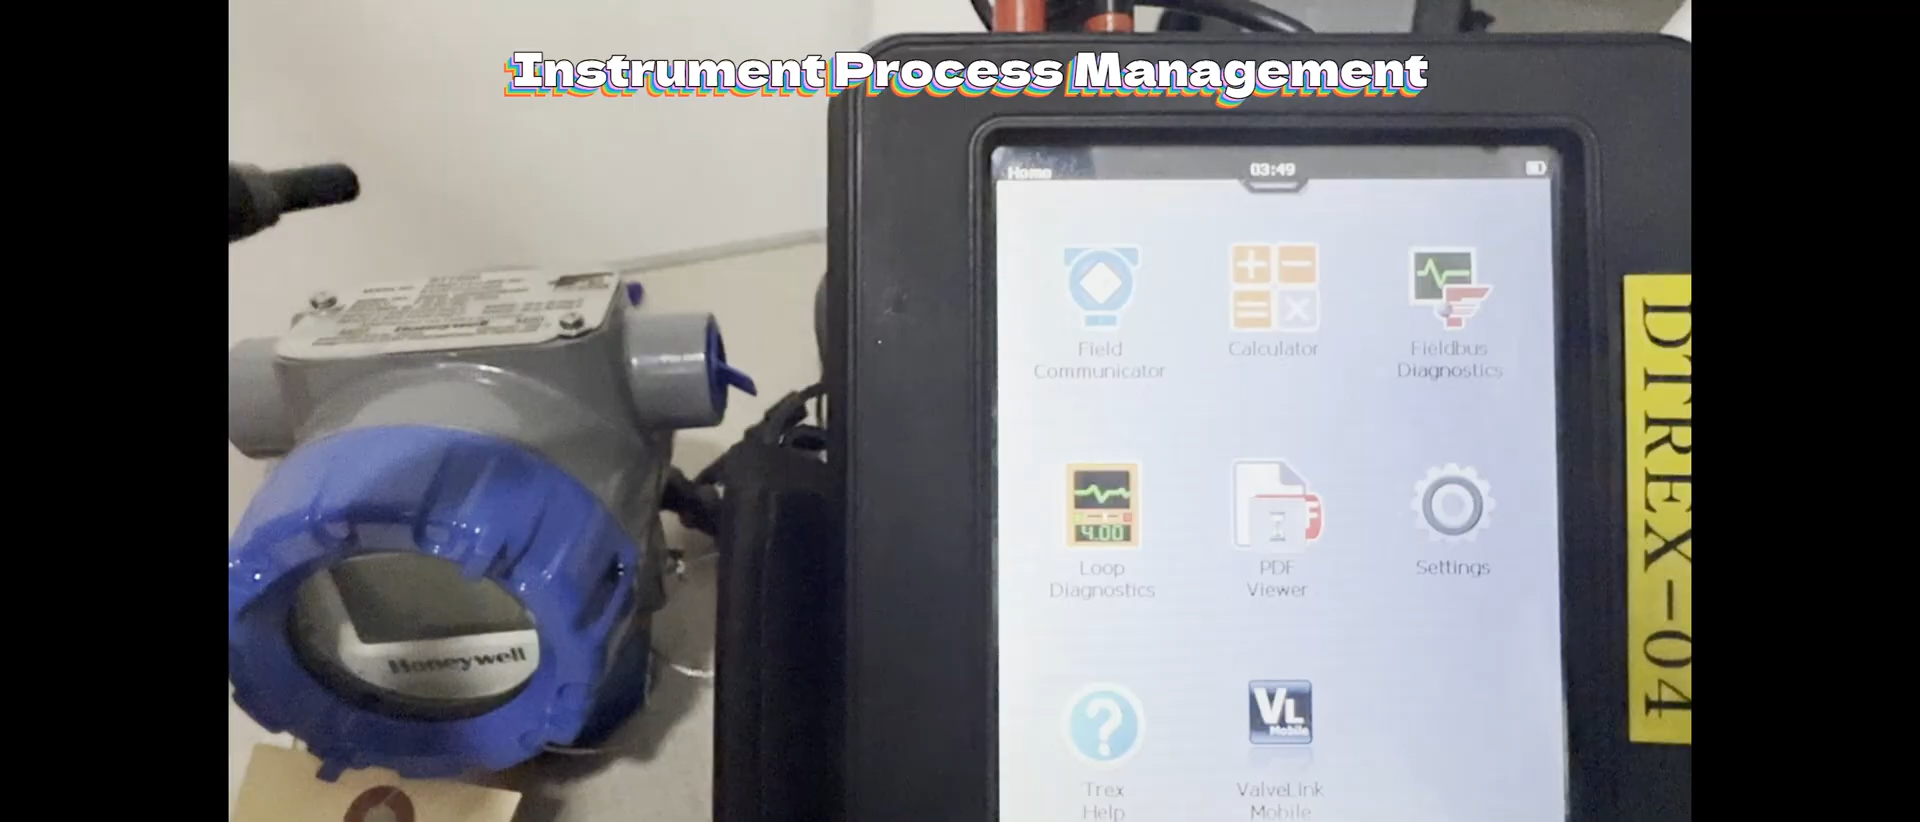 Instrument Process Management
Home
03:49
Field
Communicator
Calculator
Fieldbus
Diagnostics
4.00
Loop
Diagnostics
PDF
Viewer
Settings
?
Trex
Help
VL
Mobile
ValveLink
Mobile
Honeywell
DTREX-04